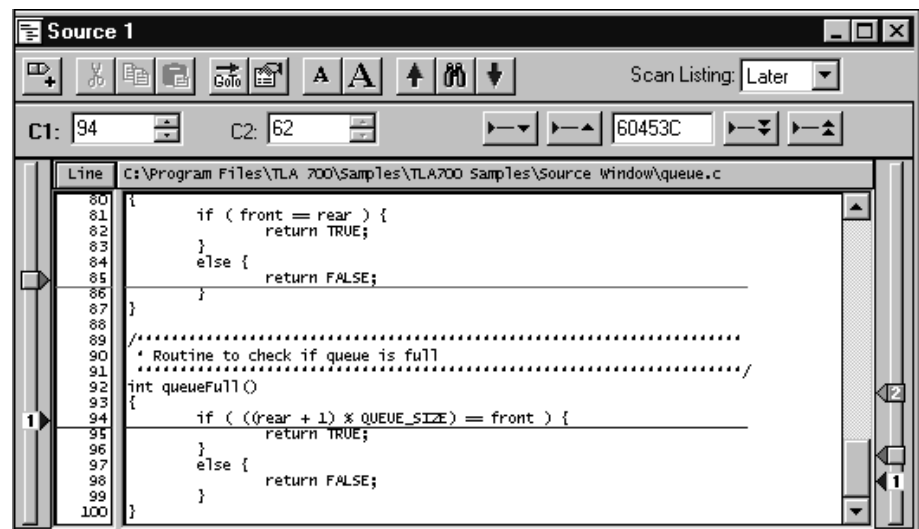 Source 1
Goto A A Scan Listing: Later
C1: 94 C2: 62 60453C
Line C:\Program Files\TLA 700\Samples\TLA700 Samples\Source Window\queue.c
80 {
81 if ( front == rear ) {
82 return TRUE;
83 }
84 else {
85 return FALSE;
86 }
87 }
88
89 /***********************************************************************
90 * Routine to check if queue is full
91 ***********************************************************************/
92 int queueFull()
93 {
94 if ( ((rear + 1) % QUEUE_SIZE) == front ) {
95 return TRUE;
96 }
97 else {
98 return FALSE;
99 }
100 }
1
2
1